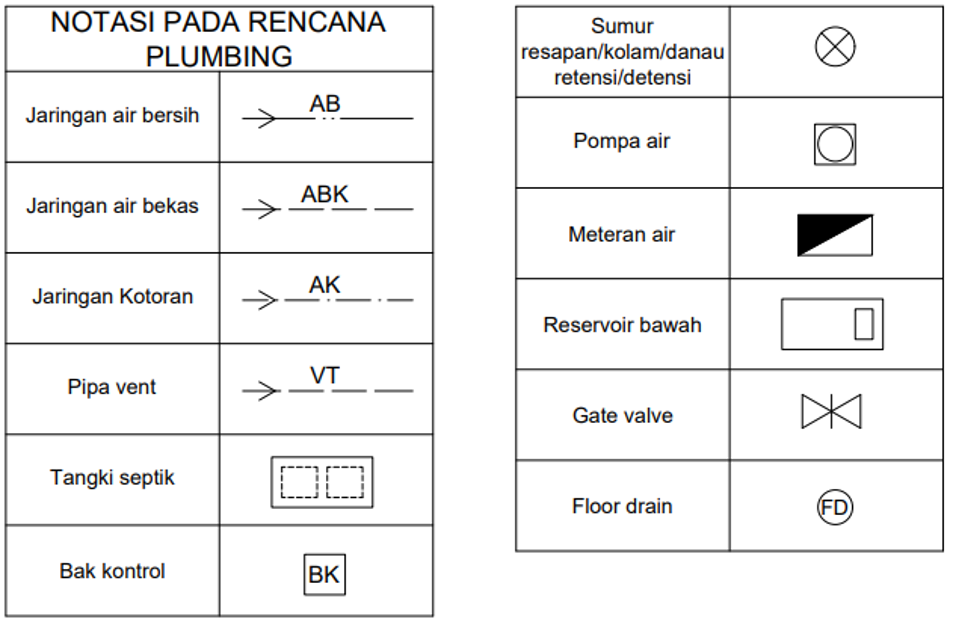 NOTASI PADA RENCANA
PLUMBING
Jaringan air bersih
AB
Jaringan air bekas
ABK
Jaringan Kotoran
AK
Pipa vent
VT
Tangki septik
Bak kontrol
BK
Sumur
resapan/kolam/danau
retensi/detensi
Pompa air
Meteran air
Reservoir bawah
Gate valve
Floor drain
FD